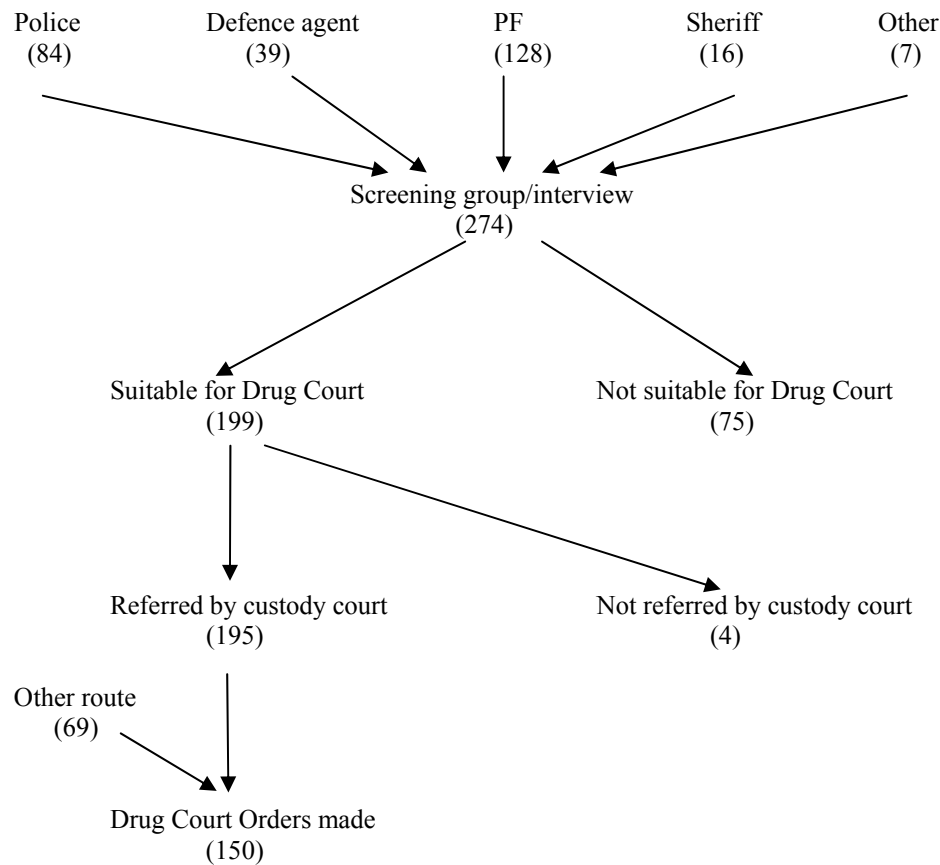 Police Defence agent PF Sheriff Other
(84) (39) (128) (16) (7)
Screening group/interview
(274)
Suitable for Drug Court Not suitable for Drug Court
(199) (75)
Referred by custody court Not referred by custody court
(195) (4)
Other route
(69)
Drug Court Orders made
(150)